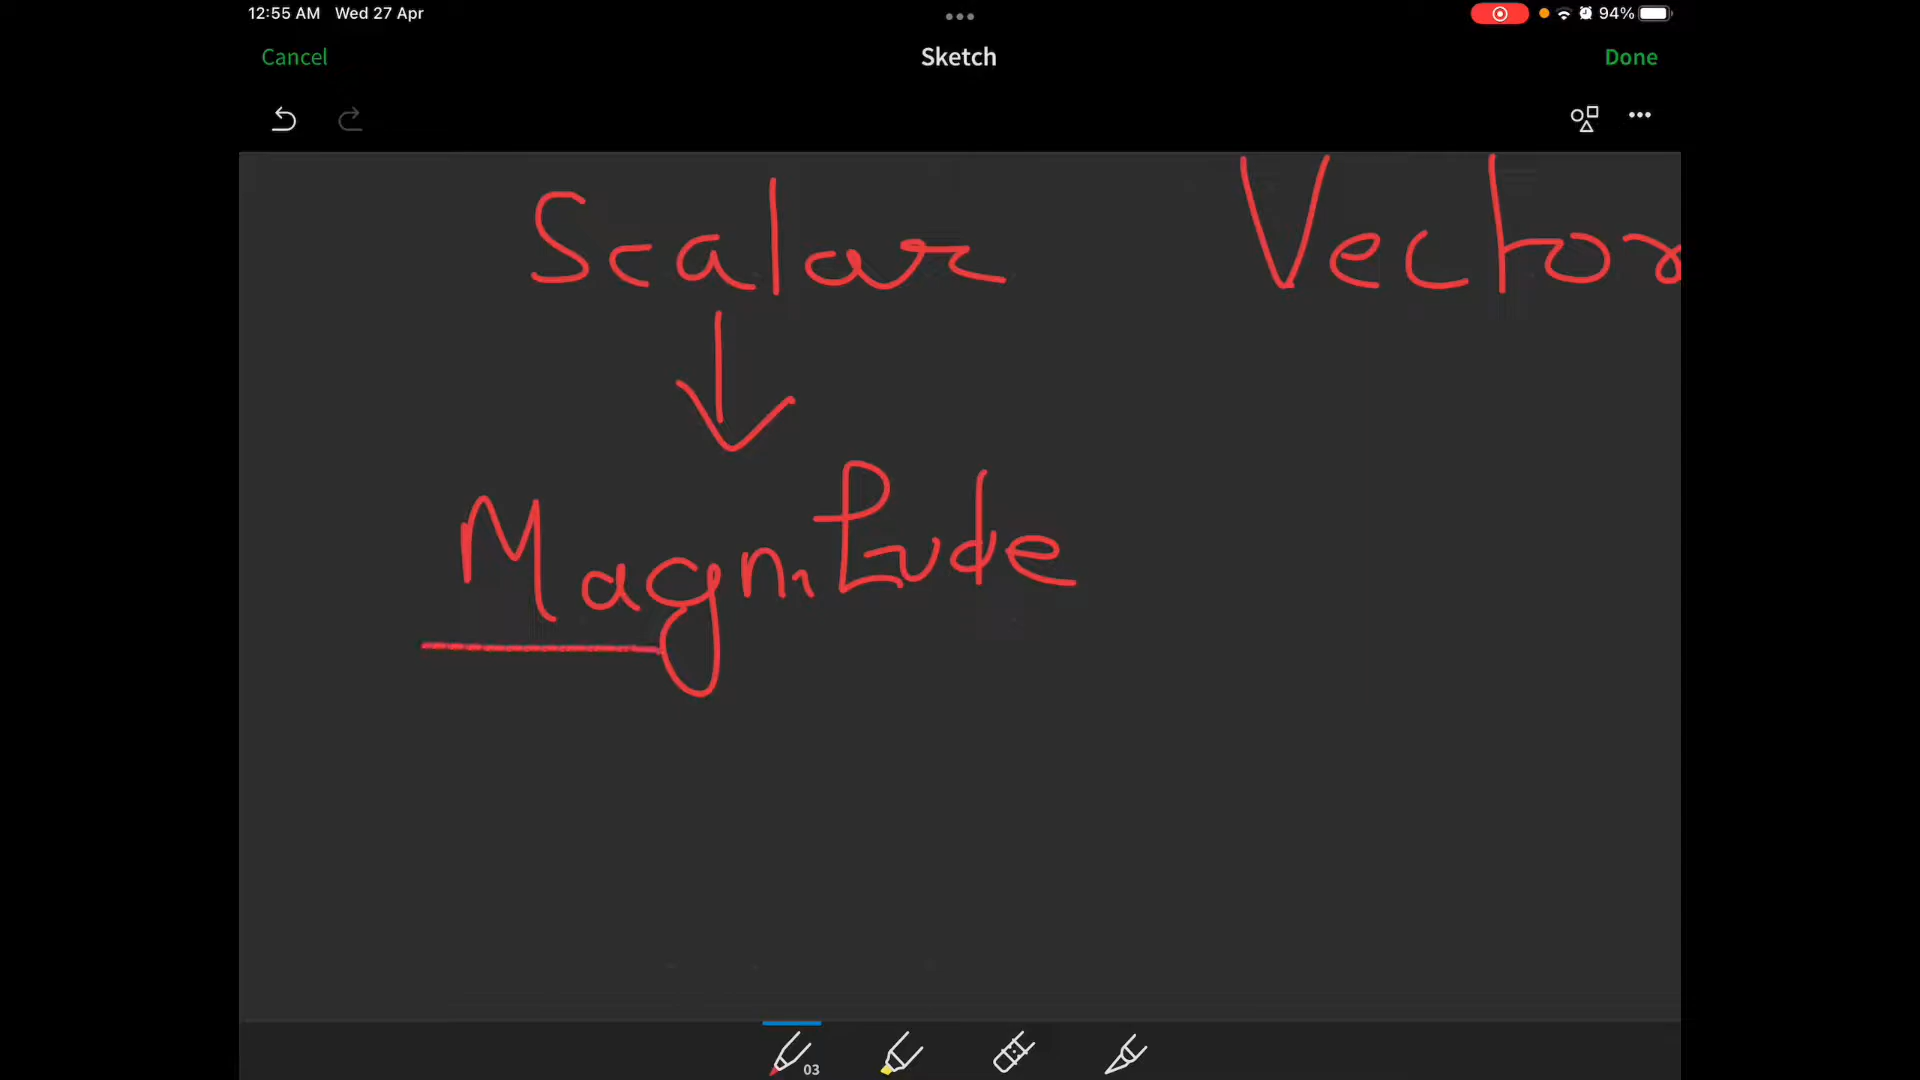 12:55 AM Wed 27 Apr 94%
Cancel Sketch Done
Scalar Vector
Magnitude
03